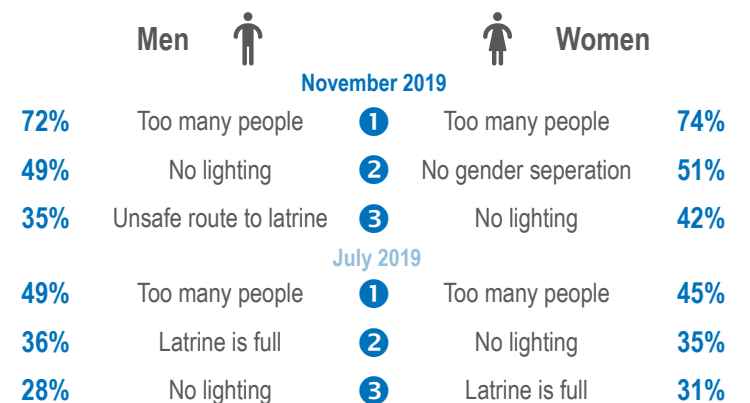 Men Women
November 2019
72% Too many people 1 Too many people 74%
49% No lighting 2 No gender seperation 51%
35% Unsafe route to latrine 3 No lighting 42%
July 2019
49% Too many people 1 Too many people 45%
36% Latrine is full 2 No lighting 35%
28% No lighting 3 Latrine is full 31%